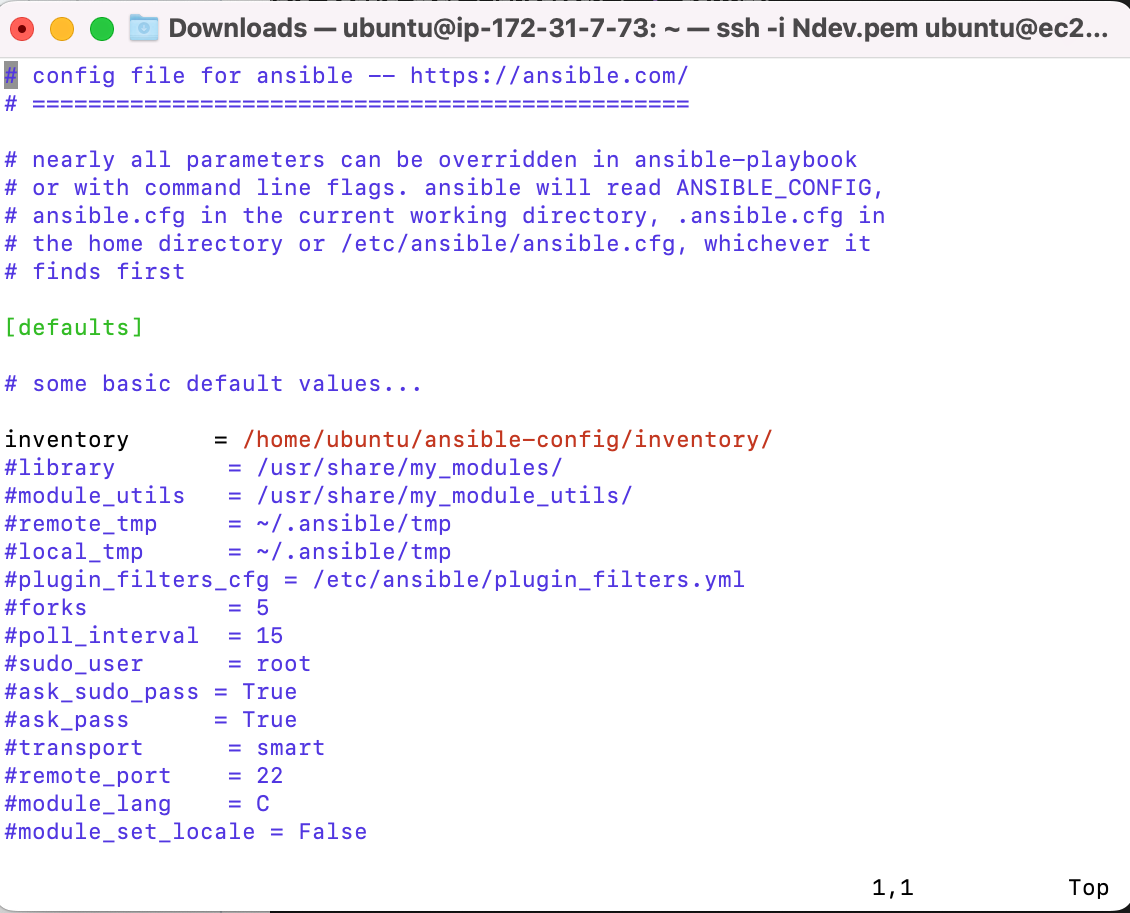 Downloads — ubuntu@ip-172-31-7-73: ~ — ssh -i Ndev.pem ubuntu@ec2...
# config file for ansible -- https://ansible.com/
# ===============================================

# nearly all parameters can be overridden in ansible-playbook
# or with command line flags. ansible will read ANSIBLE_CONFIG,
# ansible.cfg in the current working directory, .ansible.cfg in
# the home directory or /etc/ansible/ansible.cfg, whichever it
# finds first

[defaults]

# some basic default values...

inventory      = /home/ubuntu/ansible-config/inventory/
#library        = /usr/share/my_modules/
#module_utils   = /usr/share/my_module_utils/
#remote_tmp     = ~/.ansible/tmp
#local_tmp      = ~/.ansible/tmp
#plugin_filters_cfg = /etc/ansible/plugin_filters.yml
#forks          = 5
#poll_interval  = 15
#sudo_user      = root
#ask_sudo_pass = True
#ask_pass      = True
#transport      = smart
#remote_port    = 22
#module_lang    = C
#module_set_locale = False

1,1           Top